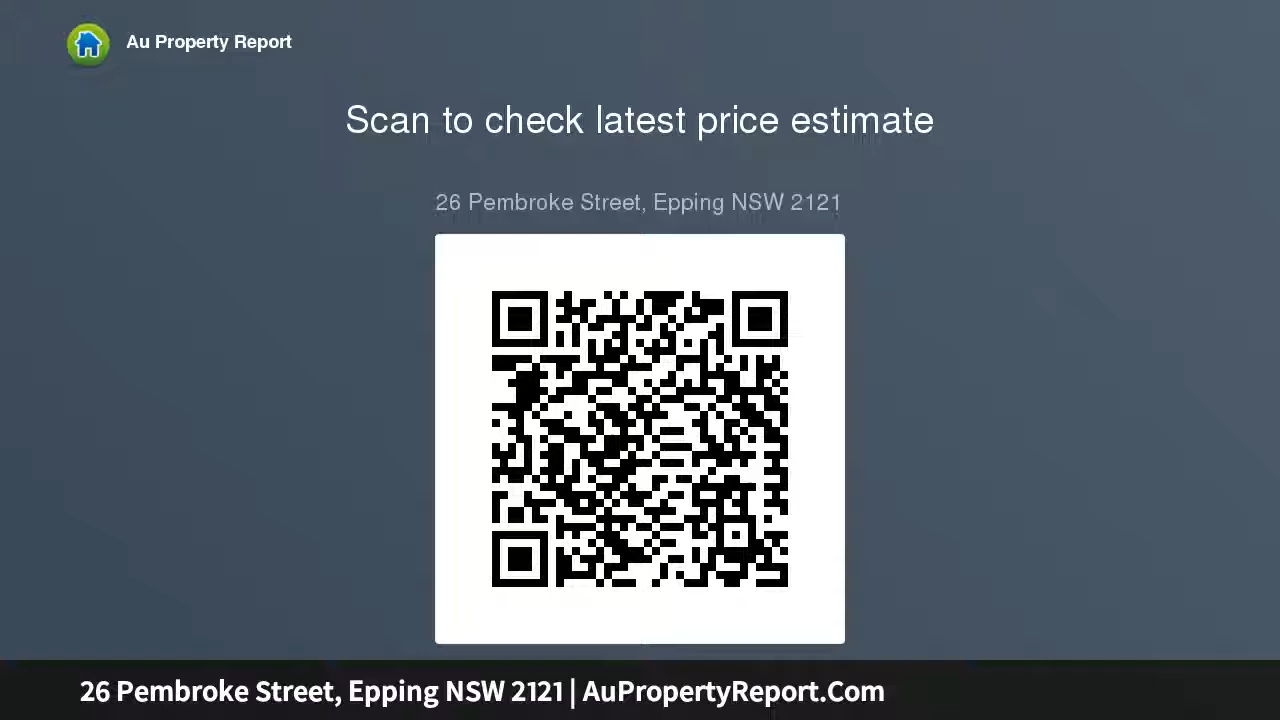 Au Property Report
Scan to check latest price estimate
26 Pembroke Street, Epping NSW 2121
26 Pembroke Street, Epping NSW 2121 | AuPropertyReport.Com